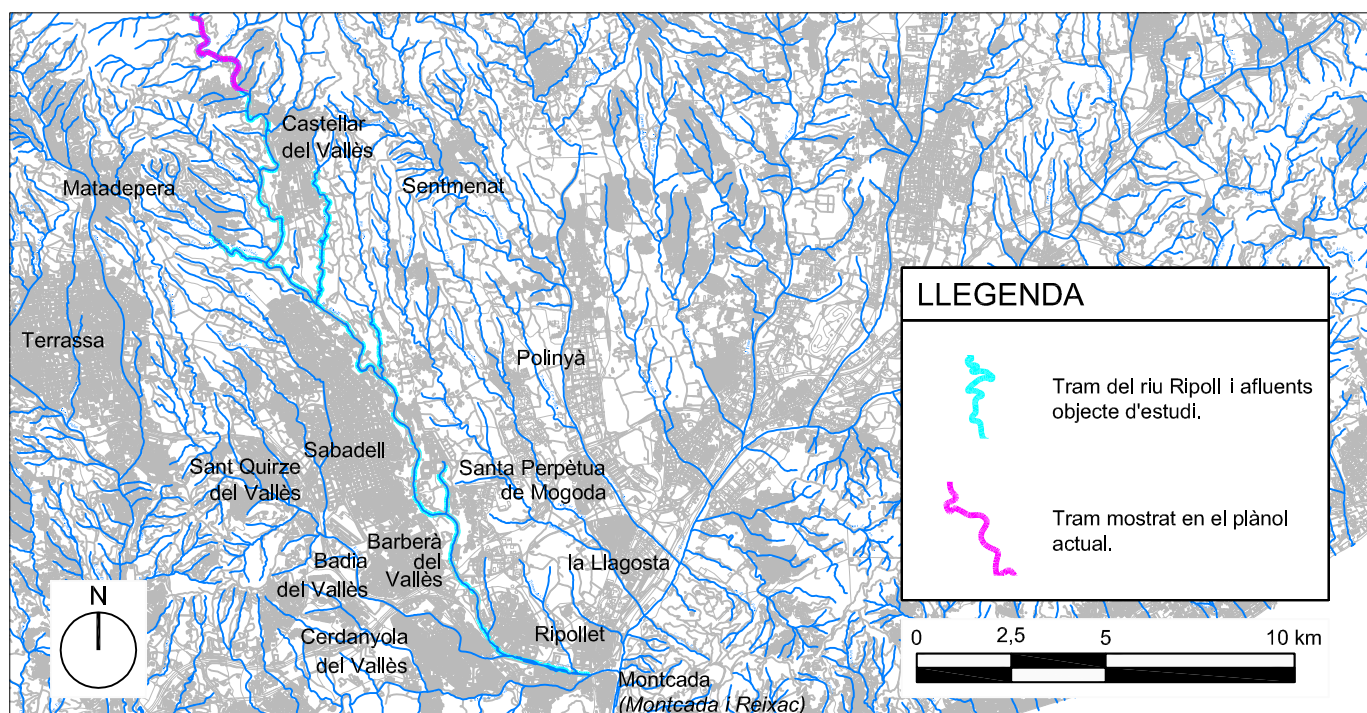 Castellar
del Vallès
Matadepera
Sentmenat
Terrassa
Polinyà
Sabadell
Sant Quirze
del Vallès
Santa Perpètua
de Mogoda
Barberà
del
Vallès
Badia
del Vallès
la Llagosta
Cerdanyola
del Vallès
Ripollet
Montcada
(Montcada i Reixac)
N
LLEGENDA
Tram del riu Ripoll i afluents
objecte d'estudi.
Tram mostrat en el plànol
actual.
0 2,5 5 10 km